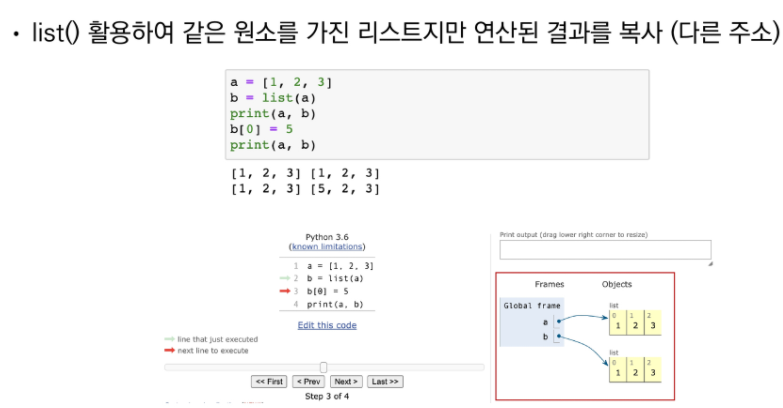 • list() 활용하여 같은 원소를 가진 리스트지만 연산된 결과를 복사 (다른 주소)
a = [1, 2, 3]
b = list(a)
print(a, b)
b[0] = 5
print(a, b)
[1, 2, 3] [1, 2, 3]
[1, 2, 3] [5, 2, 3]
Python 3.6
(known limitations)
1 a = [1, 2, 3]
2 b = list(a)
3 b[0] = 5
4 print(a, b)
Edit this code
line that just executed
next line to execute
<< First < Prev Next > Last >>
Step 3 of 4
Print output (drag lower right corner to resize)
Frames Objects
Global frame
a
b
list
0 1 2
1 2 3
list
0 1 2
1 2 3